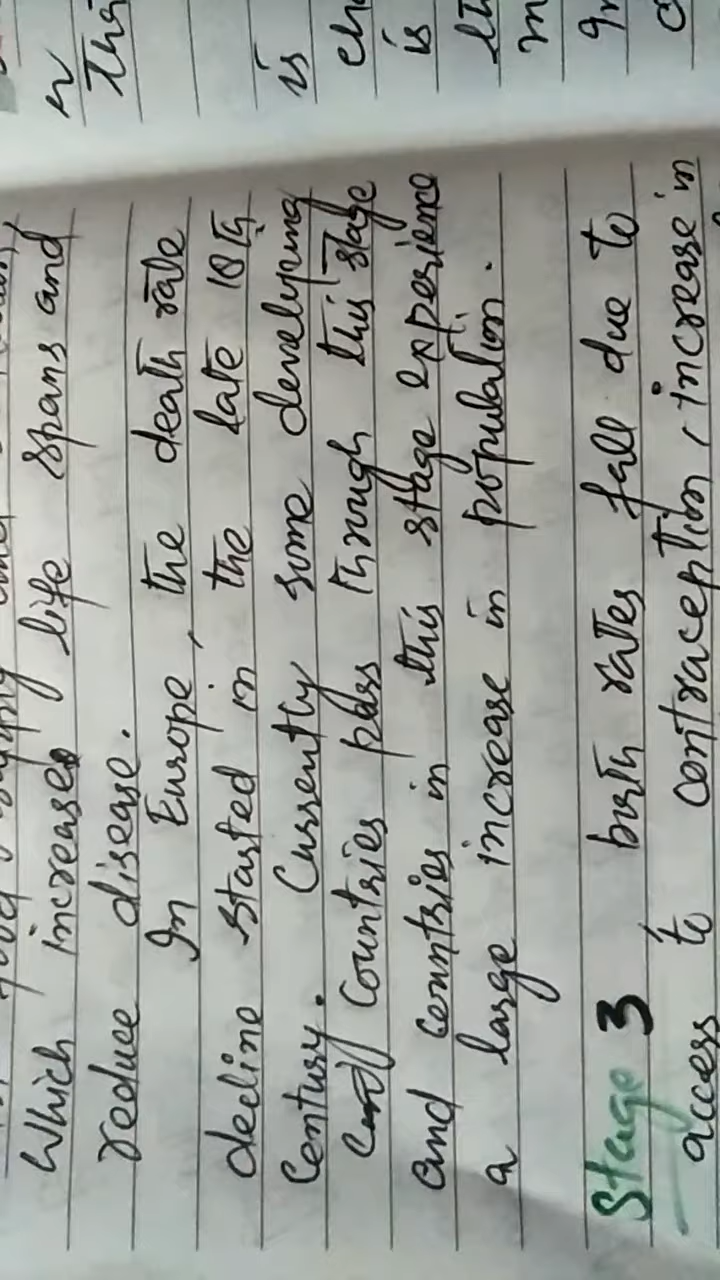 which increases life spans and
reduce disease.
In Europe, the death rate
decline started in the late 18th
century. Currently some developing
countries pass through this stage
and countries in this stage experience
a large increase in population.
Stage 3 birth rates fall due to
access to contraception, increase in